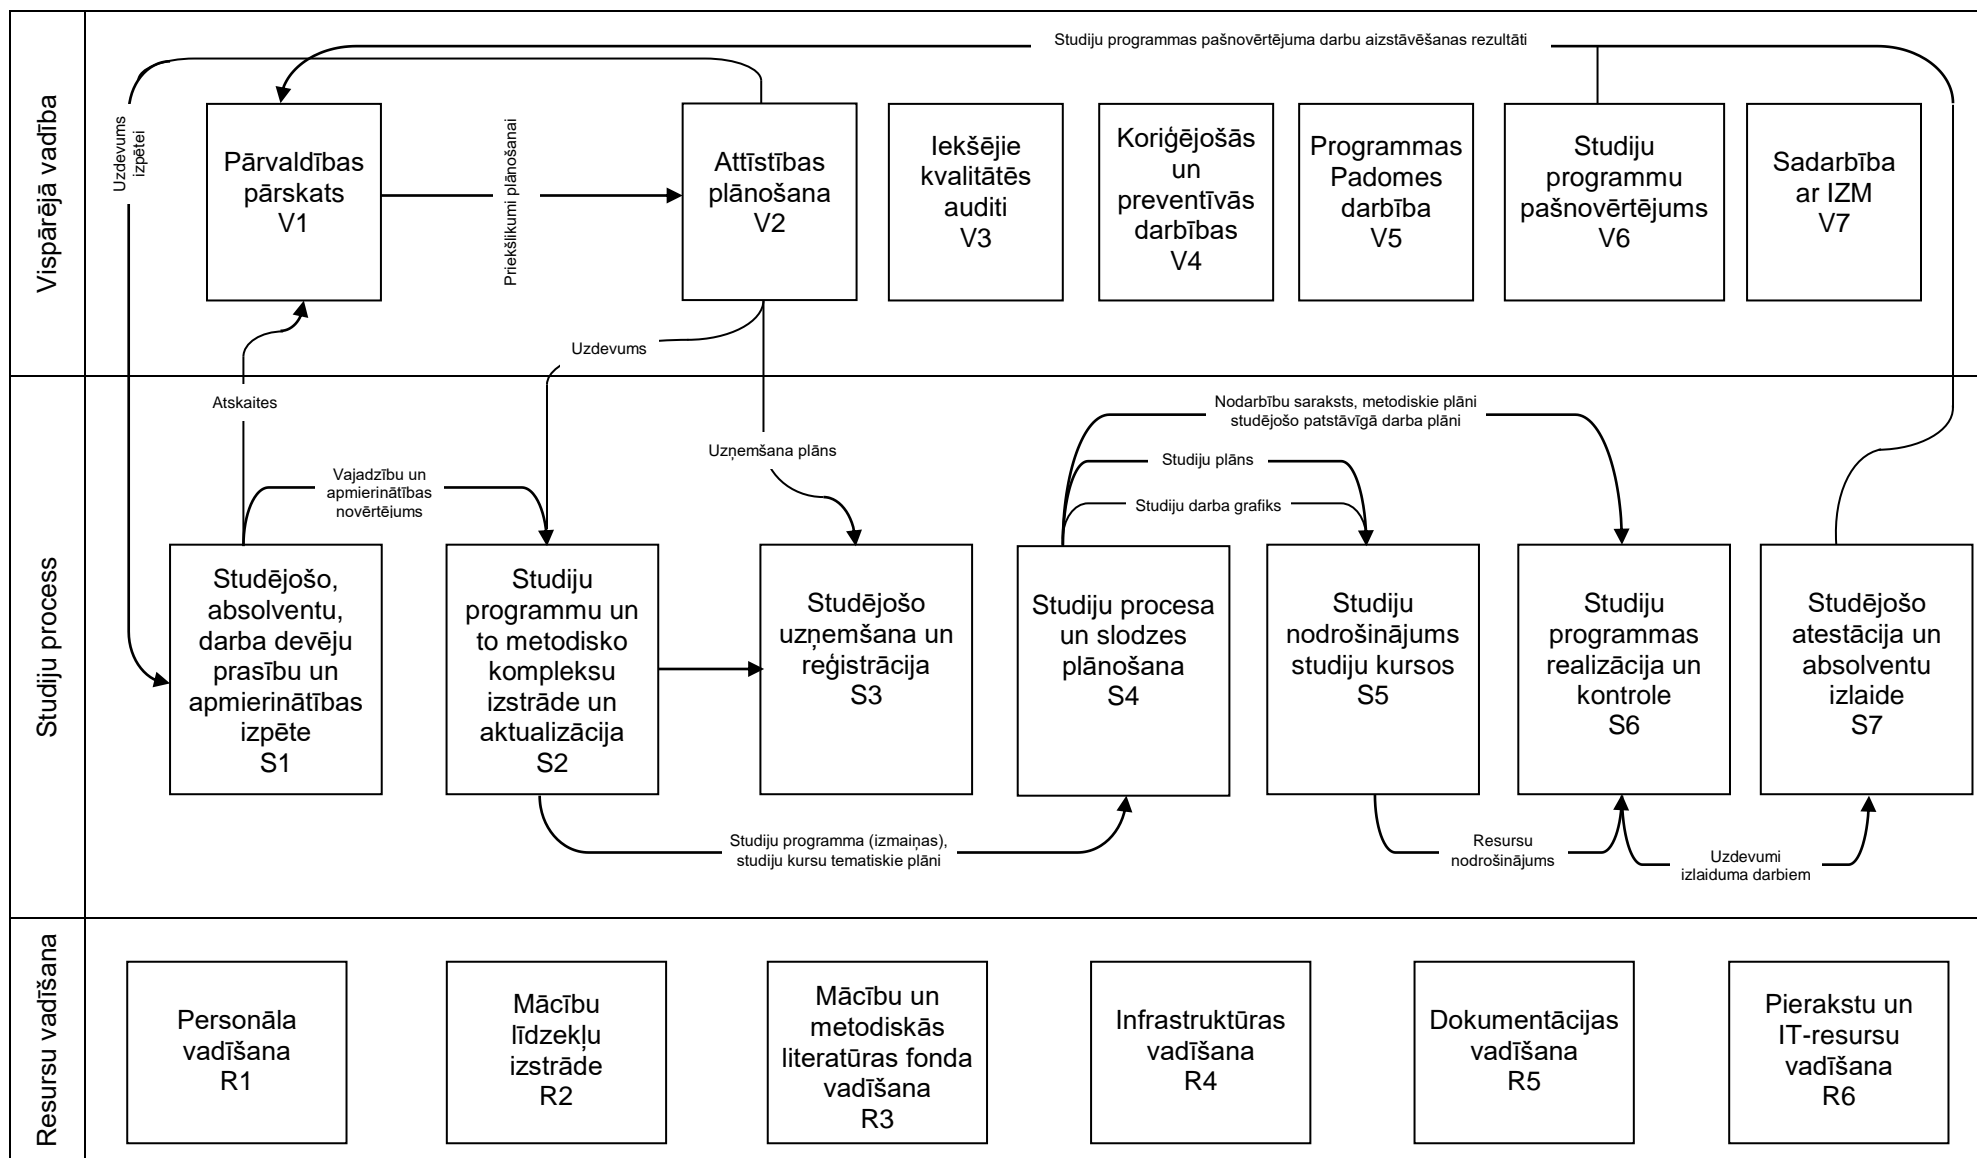 Vispārējā vadība
Studiju programmas pašnovērtējuma darbu aizstāvēšanas rezultāti
Uzdevums
izpētei
Pārvaldības
pārskats
V1
Priekšlikumi plānošanai
Attīstības
plānošana
V2
Iekšējie
kvalitātēs
auditi
V3
Koriģējošās
un
preventīvās
darbības
V4
Programmas
Padomes
darbība
V5
Studiju
programmu
pašnovērtējums
V6
Sadarbība
ar IZM
V7
Uzdevums
Studiju process
Atskaites
Vajadzību un
apmierinātības
novērtējums
Uzņemšana plāns
Nodarbību saraksts, metodiskie plāni
studējošo patstāvīgā darba plāni
Studiju plāns
Studiju darba grafiks
Studējošo,
absolventu,
darba devēju
prasību un
apmierinātības
izpēte
S1
Studiju
programmu un
to metodisko
kompleksu
izstrāde un
aktualizācija
S2
Studējošo
uzņemšana un
reģistrācija
S3
Studiju procesa
un slodzes
plānošana
S4
Studiju
nodrošinājums
studiju kursos
S5
Studiju
programmas
realizācija un
kontrole
S6
Studējošo
atestācija un
absolventu
izlaide
S7
Studiju programma (izmaiņas),
studiju kursu tematiskie plāni
Resursu
nodrošinājums
Uzdevumi
izlaiduma darbiem
Resursu vadīšana
Personāla
vadīšana
R1
Mācību
līdzekļu
izstrāde
R2
Mācību un
metodiskās
literatūras fonda
vadīšana
R3
Infrastruktūras
vadīšana
R4
Dokumentācijas
vadīšana
R5
Pierakstu un
IT-resursu
vadīšana
R6